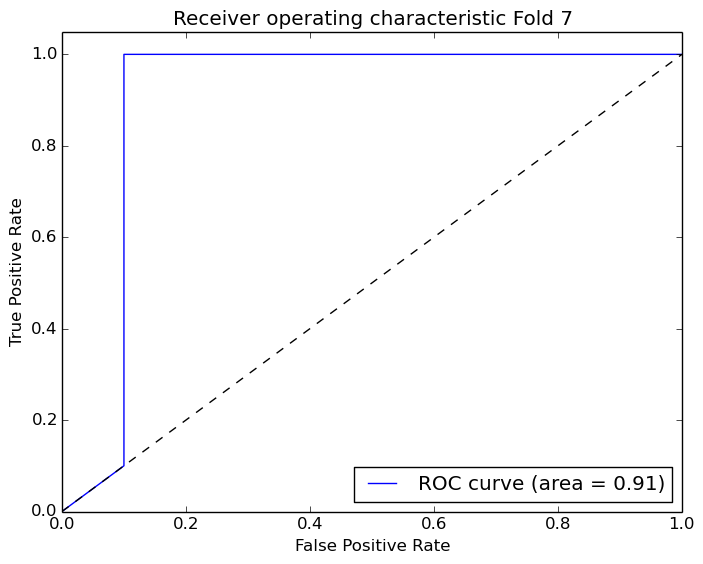 Receiver operating characteristic Fold 7
1.0
0.8
0.6
0.4
0.2
0.0
True Positive Rate
ROC curve (area = 0.91)
0.0 0.2 0.4 0.6 0.8 1.0
False Positive Rate